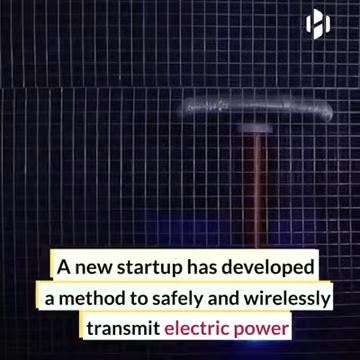 A new startup has developed
a method to safely and wirelessly
transmit electric power